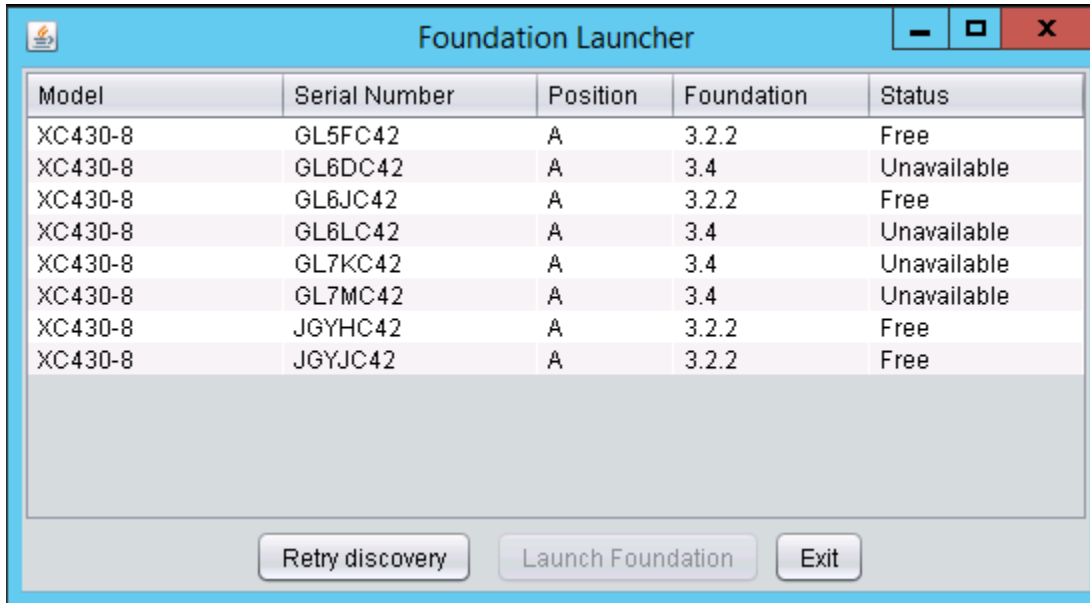 Foundation Launcher
Model Serial Number Position Foundation Status
XC430-8 GL5FC42 A 3.2.2 Free
XC430-8 GL6DC42 A 3.4 Unavailable
XC430-8 GL6JC42 A 3.2.2 Free
XC430-8 GL6LC42 A 3.4 Unavailable
XC430-8 GL7KC42 A 3.4 Unavailable
XC430-8 GL7MC42 A 3.4 Unavailable
XC430-8 JGYHC42 A 3.2.2 Free
XC430-8 JGYJC42 A 3.2.2 Free
Retry discovery Launch Foundation Exit